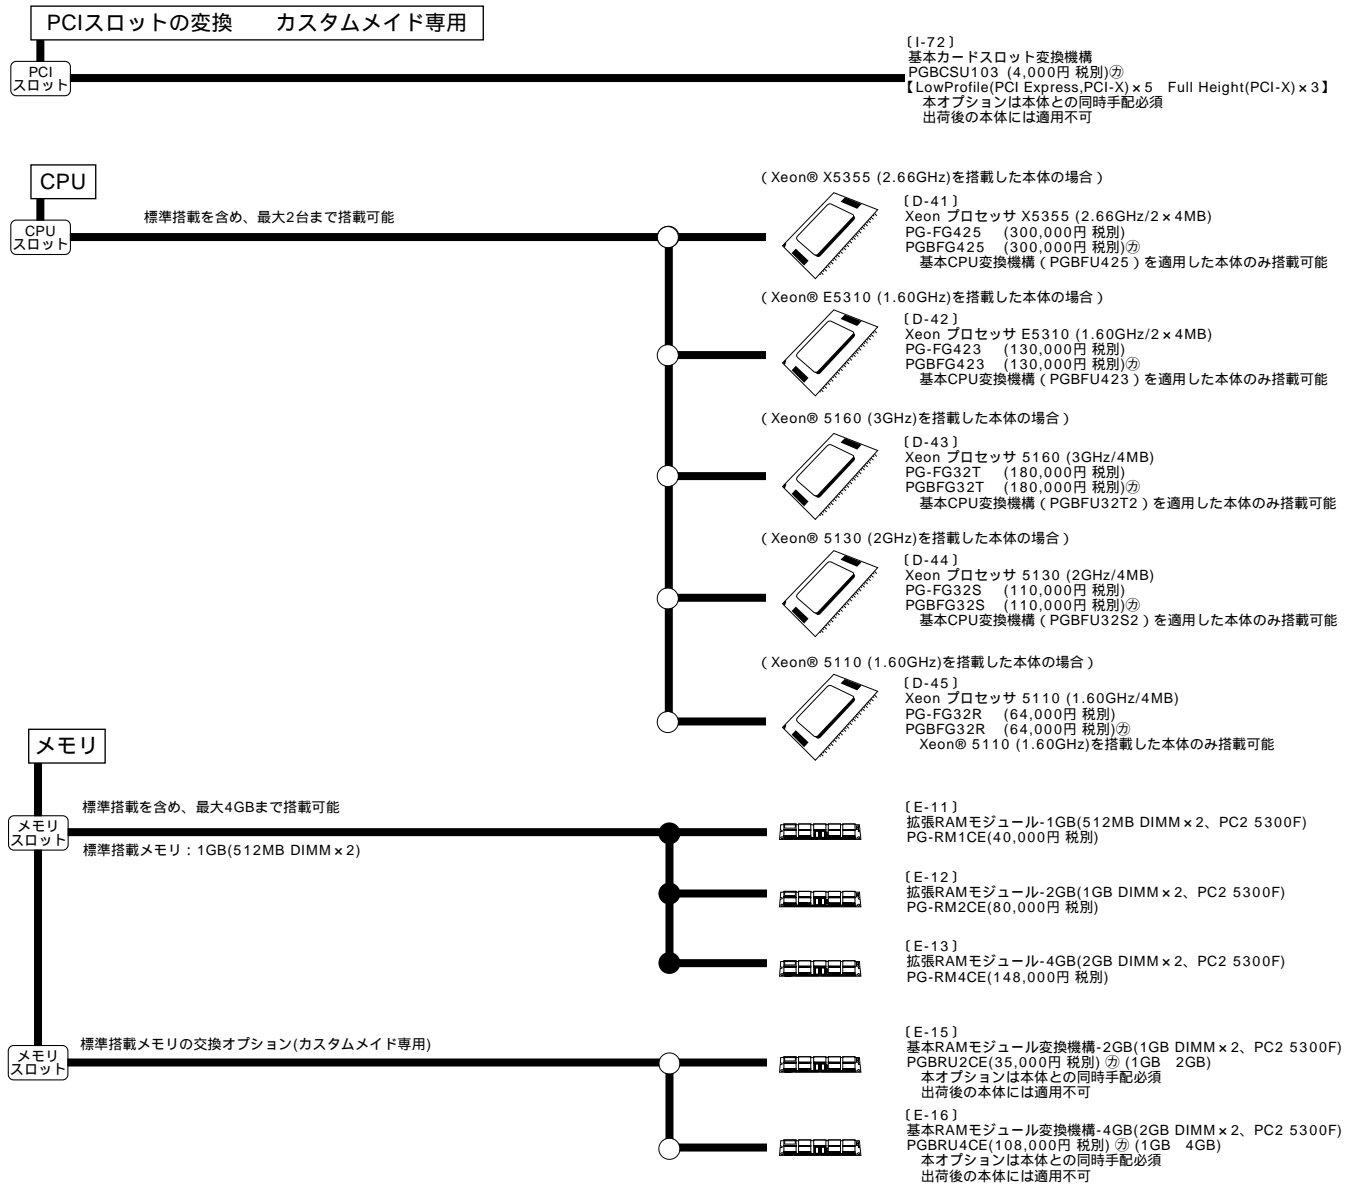 PCIスロットの変換　　カスタムメイド専用
PCI
スロット
〔I-72〕
基本カードスロット変換機構
PGBCSU103 (4,000円 税別)㋕
【LowProfile(PCI Express,PCI-X)×5　Full Height(PCI-X)×3】
本オプションは本体との同時手配必須
出荷後の本体には適用不可
CPU
CPU
スロット
標準搭載を含め、最大2台まで搭載可能
（Xeon® X5355 (2.66GHz)を搭載した本体の場合）
〔D-41〕
Xeon プロセッサ X5355 (2.66GHz/2×4MB)
PG-FG425　(300,000円 税別)
PGBFG425　(300,000円 税別)㋕
基本CPU変換機構（PGBFU425）を適用した本体のみ搭載可能
（Xeon® E5310 (1.60GHz)を搭載した本体の場合）
〔D-42〕
Xeon プロセッサ E5310 (1.60GHz/2×4MB)
PG-FG423　(130,000円 税別)
PGBFG423　(130,000円 税別)㋕
基本CPU変換機構（PGBFU423）を適用した本体のみ搭載可能
（Xeon® 5160 (3GHz)を搭載した本体の場合）
〔D-43〕
Xeon プロセッサ 5160 (3GHz/4MB)
PG-FG32T　(180,000円 税別)
PGBFG32T　(180,000円 税別)㋕
基本CPU変換機構（PGBFU32T2）を適用した本体のみ搭載可能
（Xeon® 5130 (2GHz)を搭載した本体の場合）
〔D-44〕
Xeon プロセッサ 5130 (2GHz/4MB)
PG-FG32S　(110,000円 税別)
PGBFG32S　(110,000円 税別)㋕
基本CPU変換機構（PGBFU32S2）を適用した本体のみ搭載可能
（Xeon® 5110 (1.60GHz)を搭載した本体の場合）
〔D-45〕
Xeon プロセッサ 5110 (1.60GHz/4MB)
PG-FG32R　(64,000円 税別)
PGBFG32R　(64,000円 税別)㋕
Xeon® 5110 (1.60GHz)を搭載した本体のみ搭載可能
メモリ
メモリ
スロット
標準搭載を含め、最大4GBまで搭載可能
標準搭載メモリ：1GB(512MB DIMM×2)
〔E-11〕
拡張RAMモジュール-1GB(512MB DIMM×2、PC2 5300F)
PG-RM1CE(40,000円 税別)
〔E-12〕
拡張RAMモジュール-2GB(1GB DIMM×2、PC2 5300F)
PG-RM2CE(80,000円 税別)
〔E-13〕
拡張RAMモジュール-4GB(2GB DIMM×2、PC2 5300F)
PG-RM4CE(148,000円 税別)
メモリ
スロット
標準搭載メモリの交換オプション(カスタムメイド専用)
〔E-15〕
基本RAMモジュール変換機構-2GB(1GB DIMM×2、PC2 5300F)
PGBRU2CE(35,000円 税別) ㋕ (1GB　2GB)
本オプションは本体との同時手配必須
出荷後の本体には適用不可
〔E-16〕
基本RAMモジュール変換機構-4GB(2GB DIMM×2、PC2 5300F)
PGBRU4CE(108,000円 税別) ㋕ (1GB　4GB)
本オプションは本体との同時手配必須
出荷後の本体には適用不可